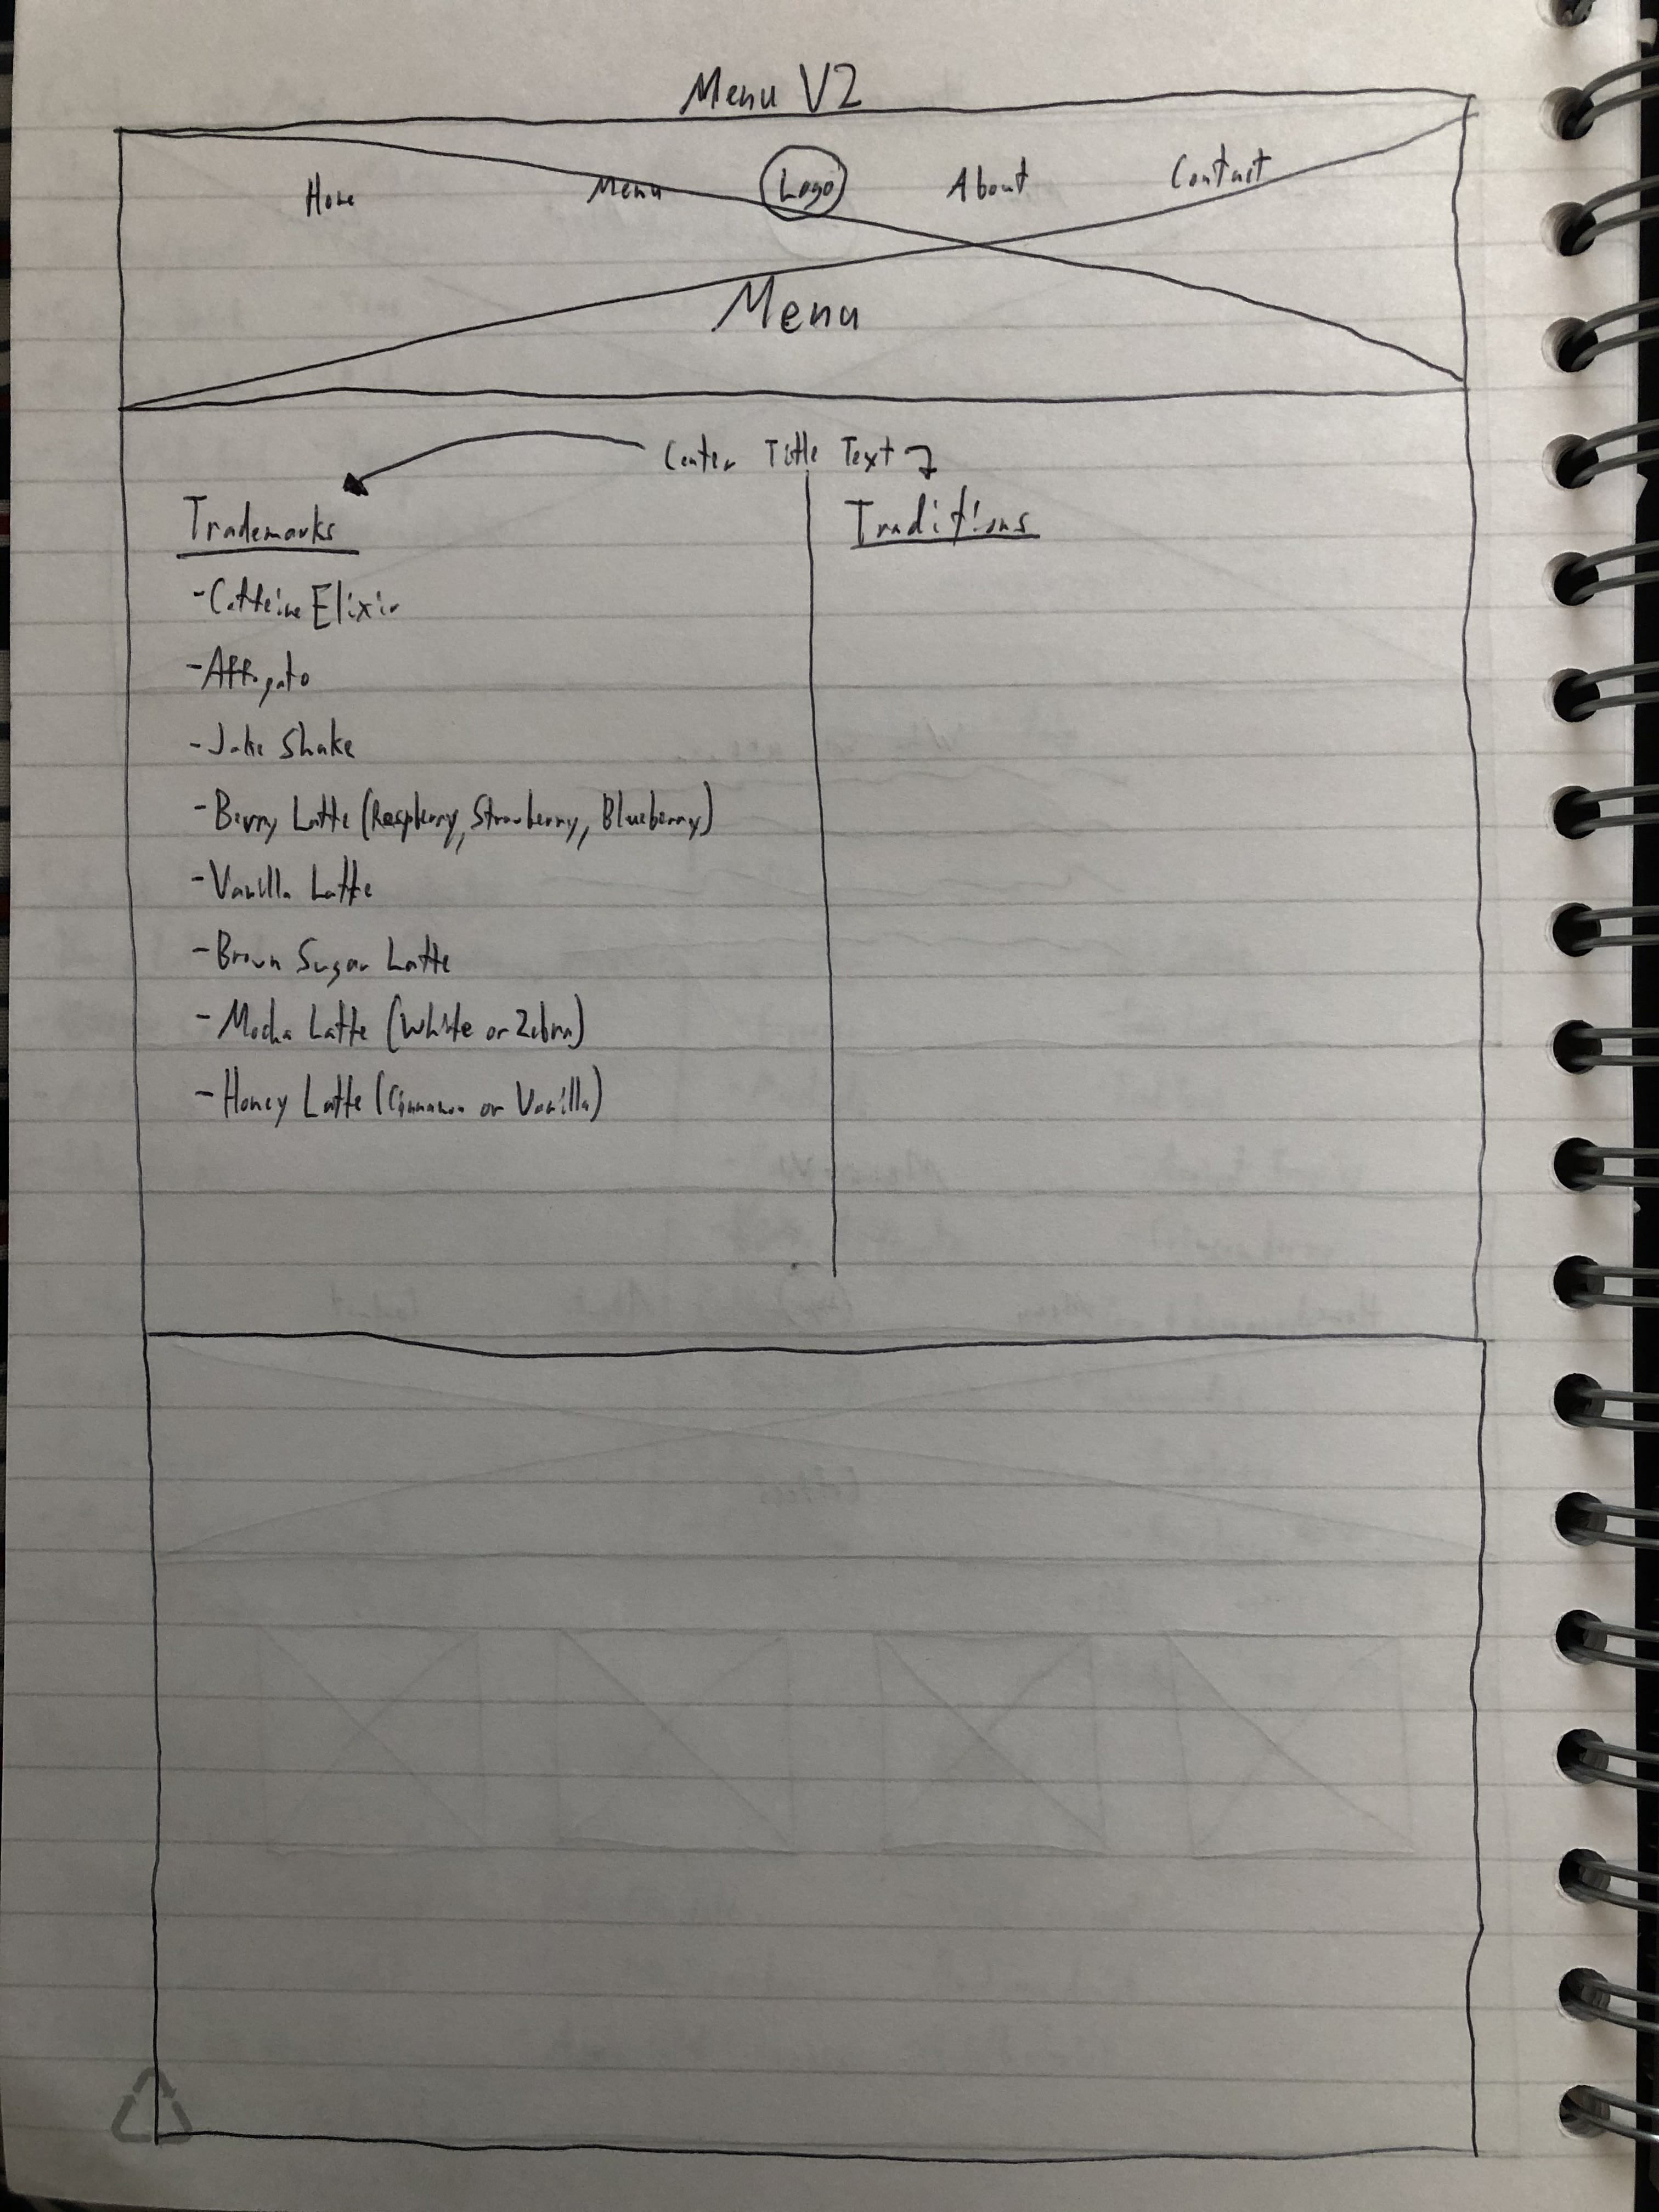 Menu V2
Home Menu Logo About Contact
Menu
Center Title Text
Trademarks
Traditions
-Caffeine Elixir
-Affogato
-Jake Shake
-Berry Latte (Raspberry, Strawberry, Blueberry)
-Vanilla Latte
-Brown Sugar Latte
-Mocha Latte (White or Zebra)
-Honey Latte (Cinnamon or Vanilla)